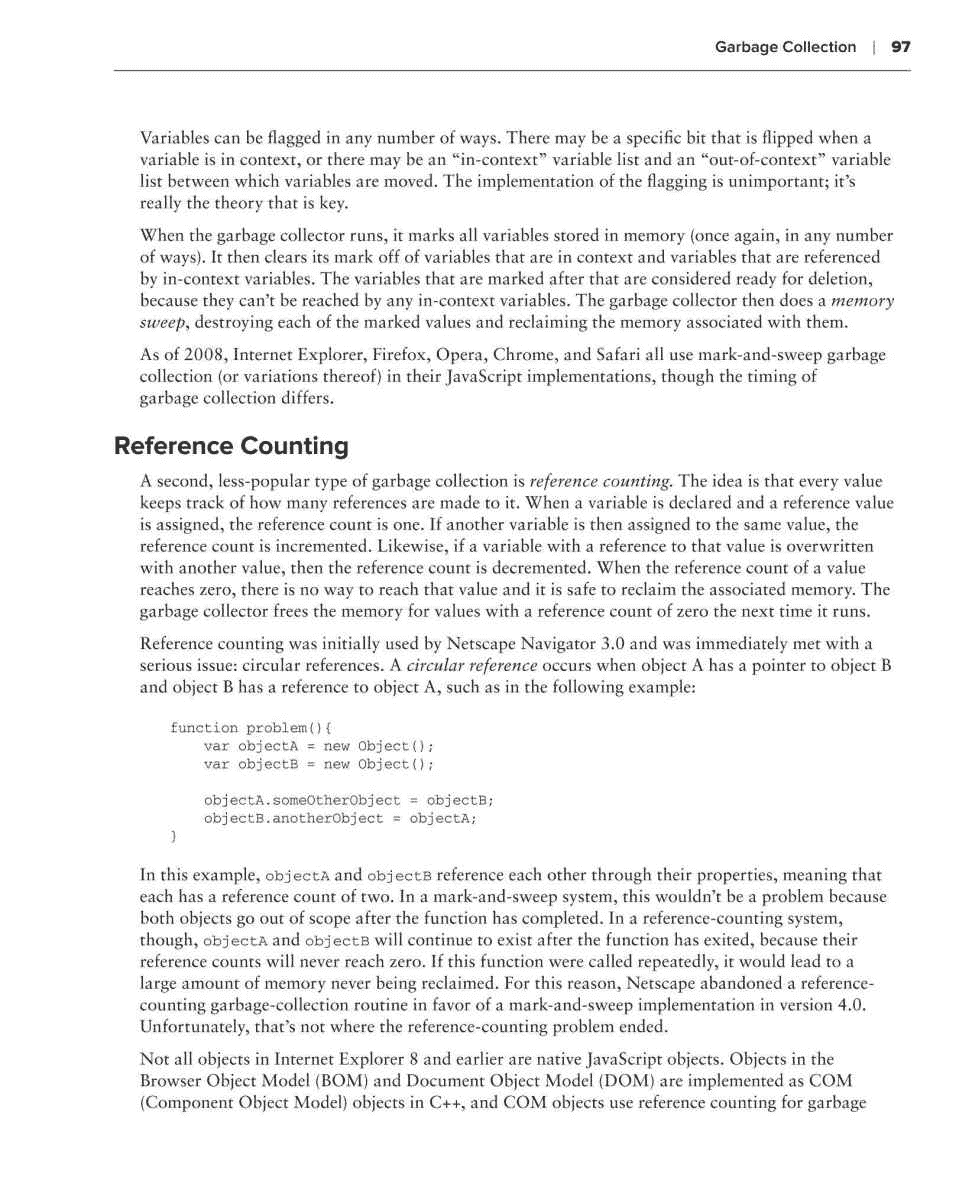 Garbage Collection | 97
Variables can be flagged in any number of ways. There may be a specific bit that is flipped when a
variable is in context, or there may be an “in-context” variable list and an “out-of-context” variable
list between which variables are moved. The implementation of the flagging is unimportant; it’s
really the theory that is key.
When the garbage collector runs, it marks all variables stored in memory (once again, in any number
of ways). It then clears its mark off of variables that are in context and variables that are referenced
by in-context variables. The variables that are marked after that are considered ready for deletion,
because they can’t be reached by any in-context variables. The garbage collector then does a memory
sweep, destroying each of the marked values and reclaiming the memory associated with them.
As of 2008, Internet Explorer, Firefox, Opera, Chrome, and Safari all use mark-and-sweep garbage
collection (or variations thereof) in their JavaScript implementations, though the timing of
garbage collection differs.
Reference Counting
A second, less-popular type of garbage collection is reference counting. The idea is that every value
keeps track of how many references are made to it. When a variable is declared and a reference value
is assigned, the reference count is one. If another variable is then assigned to the same value, the
reference count is incremented. Likewise, if a variable with a reference to that value is overwritten
with another value, then the reference count is decremented. When the reference count of a value
reaches zero, there is no way to reach that value and it is safe to reclaim the associated memory. The
garbage collector frees the memory for values with a reference count of zero the next time it runs.
Reference counting was initially used by Netscape Navigator 3.0 and was immediately met with a
serious issue: circular references. A circular reference occurs when object A has a pointer to object B
and object B has a reference to object A, such as in the following example:
function problem(){
    var objectA = new Object();
    var objectB = new Object();
    objectA.someOtherObject = objectB;
    objectB.anotherObject = objectA;
}
In this example, objectA and objectB reference each other through their properties, meaning that
each has a reference count of two. In a mark-and-sweep system, this wouldn’t be a problem because
both objects go out of scope after the function has completed. In a reference-counting system,
though, objectA and objectB will continue to exist after the function has exited, because their
reference counts will never reach zero. If this function were called repeatedly, it would lead to a
large amount of memory never being reclaimed. For this reason, Netscape abandoned a reference-
counting garbage-collection routine in favor of a mark-and-sweep implementation in version 4.0.
Unfortunately, that’s not where the reference-counting problem ended.
Not all objects in Internet Explorer 8 and earlier are native JavaScript objects. Objects in the
Browser Object Model (BOM) and Document Object Model (DOM) are implemented as COM
(Component Object Model) objects in C++, and COM objects use reference counting for garbage